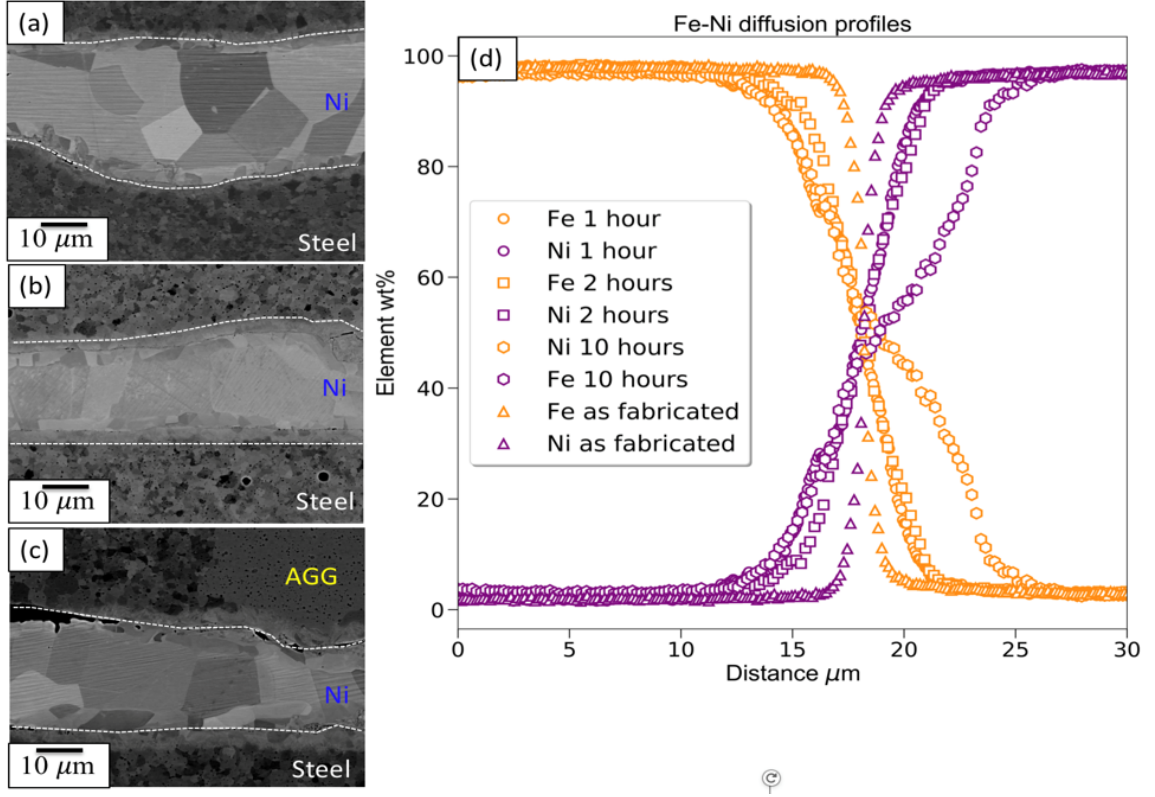 (a)
Ni
10 μm
Steel
(b)
Ni
10 μm
Steel
(c)
AGG
Ni
10 μm
Steel
Fe-Ni diffusion profiles
(d)
100
80
60
40
20
0
Element wt%
Fe 1 hour
Ni 1 hour
Fe 2 hours
Ni 2 hours
Ni 10 hours
Fe 10 hours
Fe as fabricated
Ni as fabricated
0 5 10 15 20 25 30
Distance μm